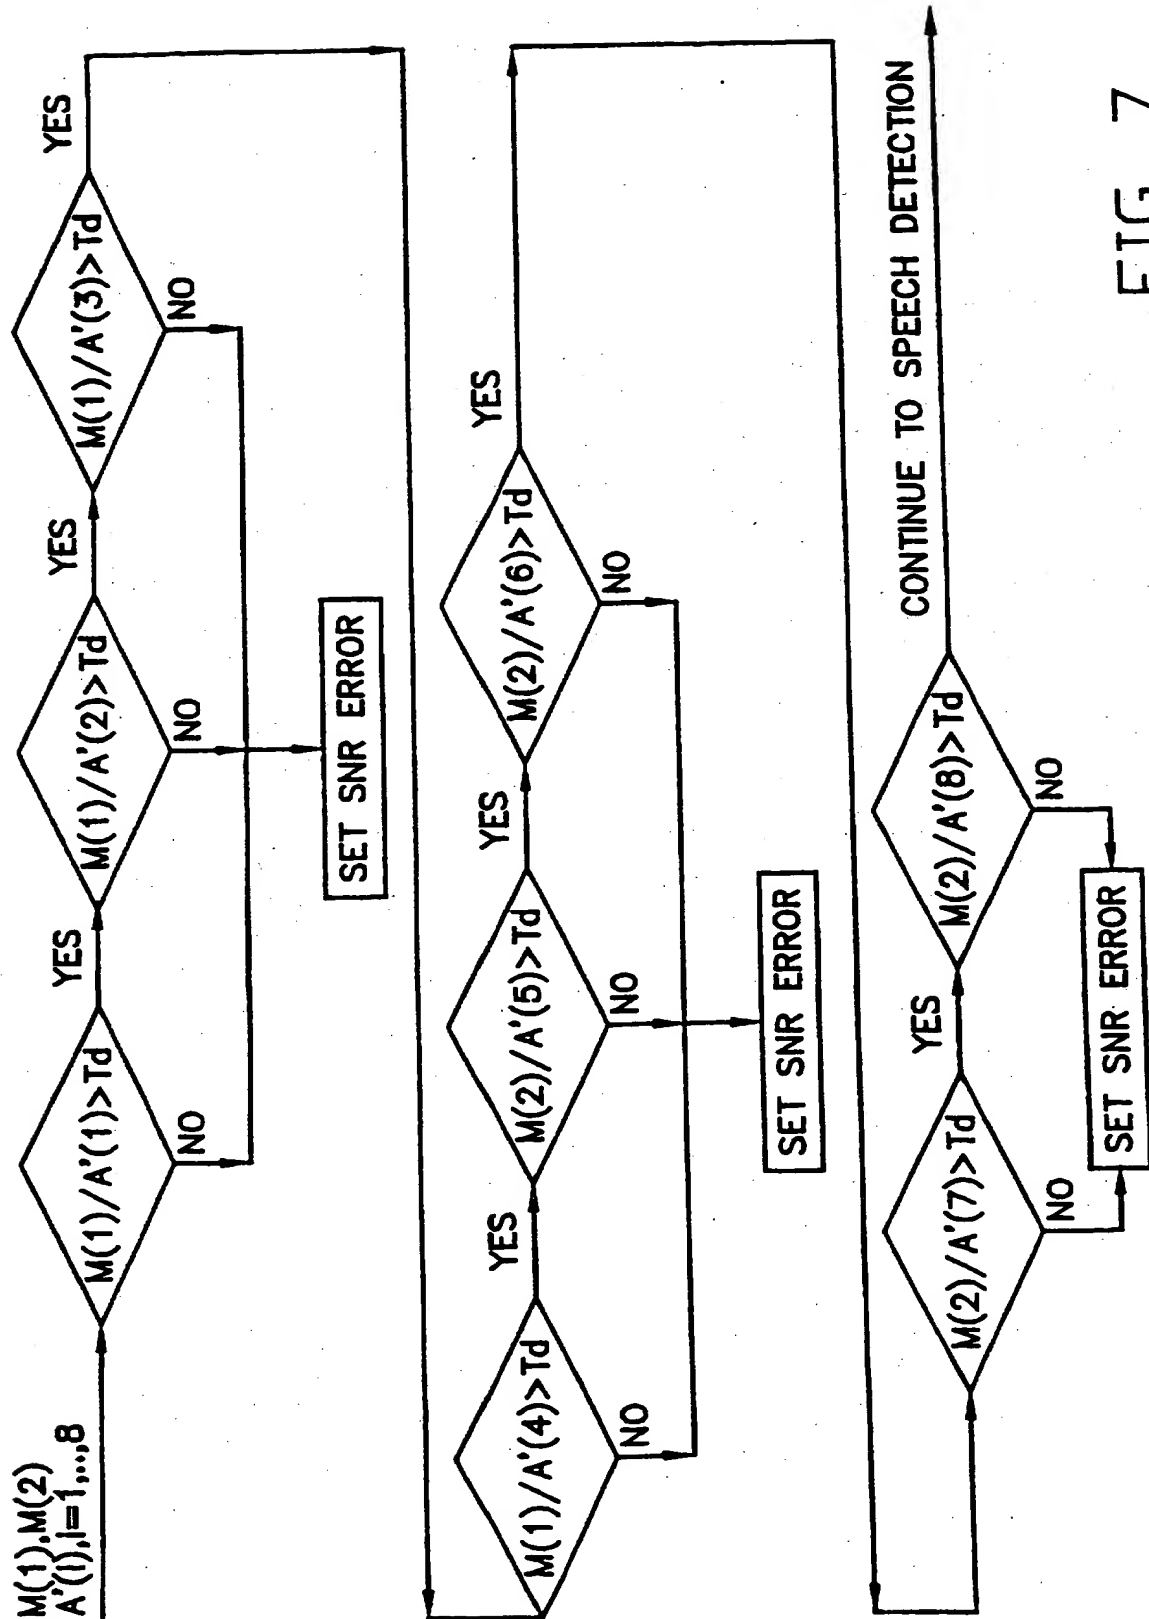 M(1),M(2)
A'(I),I=1,..,8
M(1)/A'(1)>Td
YES
NO
M(1)/A'(2)>Td
YES
NO
M(1)/A'(3)>Td
YES
NO
SET SNR ERROR
M(1)/A'(4)>Td
YES
NO
M(2)/A'(5)>Td
YES
NO
M(2)/A'(6)>Td
YES
NO
SET SNR ERROR
M(2)/A'(7)>Td
YES
NO
M(2)/A'(8)>Td
NO
CONTINUE TO SPEECH DETECTION
SET SNR ERROR
FIG 7